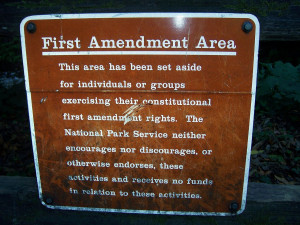 First Amendment Area
This area has been set aside
for individuals or groups
exercising their constitutional
first amendment rights. The
National Park Service neither
encourages nor discourages, or
otherwise endorses, these
activities and receives no funds
in relation to these activities.